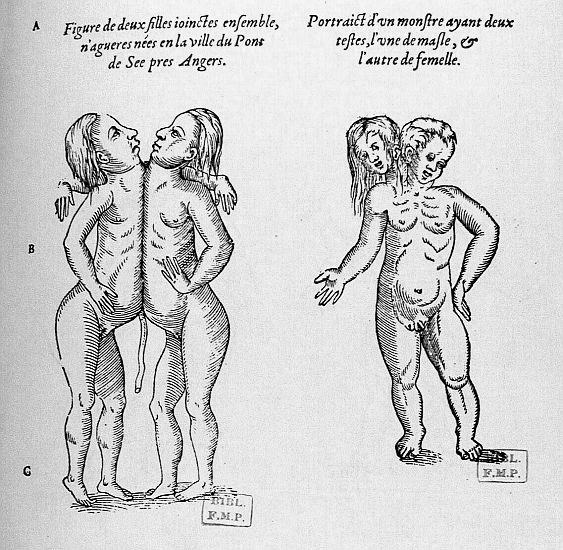 A
Figure de deux filles ioinctes ensemble,
n'agueres nées en la ville du Pont
de See pres Angers.
Portraict d'vn monſtre ayant deux
teſtes, l'vne de maſle, &
l'autre de femelle.
B
C
BIBL.
F.M.P.
BIBL.
F.M.P.